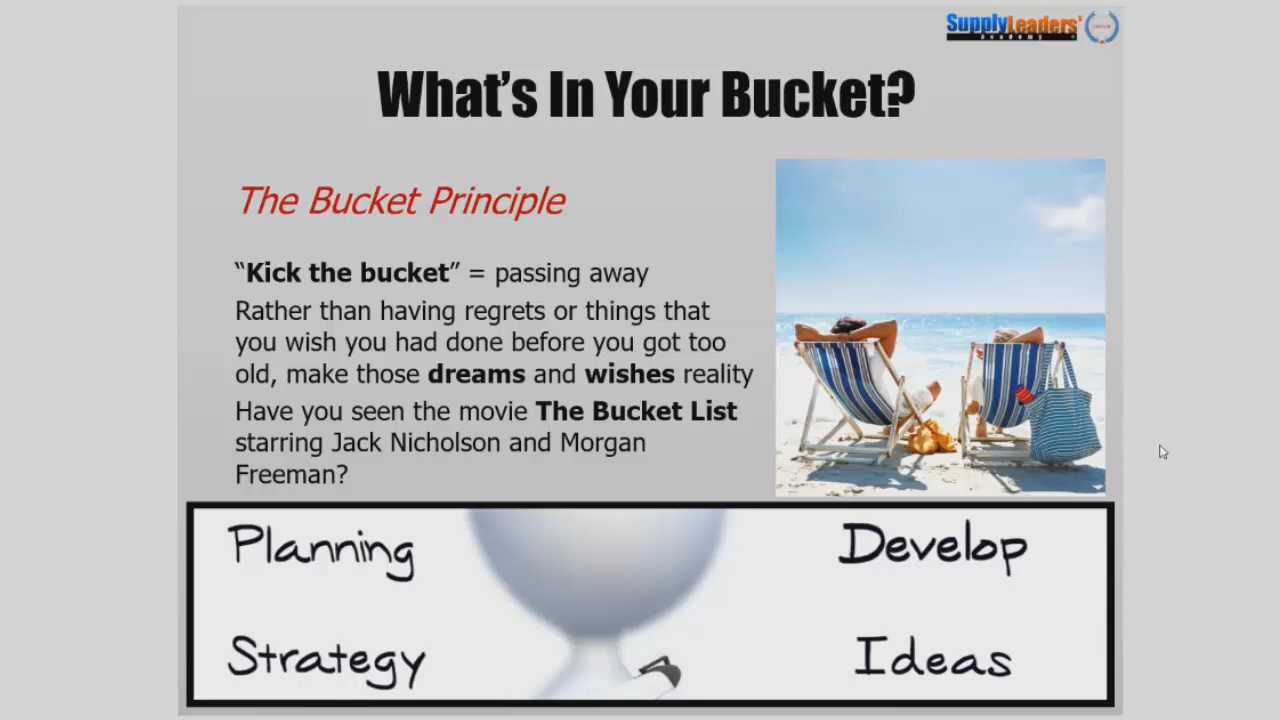 SupplyLeaders'
Academy
What's In Your Bucket?
The Bucket Principle
“Kick the bucket” = passing away
Rather than having regrets or things that
you wish you had done before you got too
old, make those dreams and wishes reality
Have you seen the movie The Bucket List
starring Jack Nicholson and Morgan
Freeman?
Planning
Develop
Strategy
Ideas